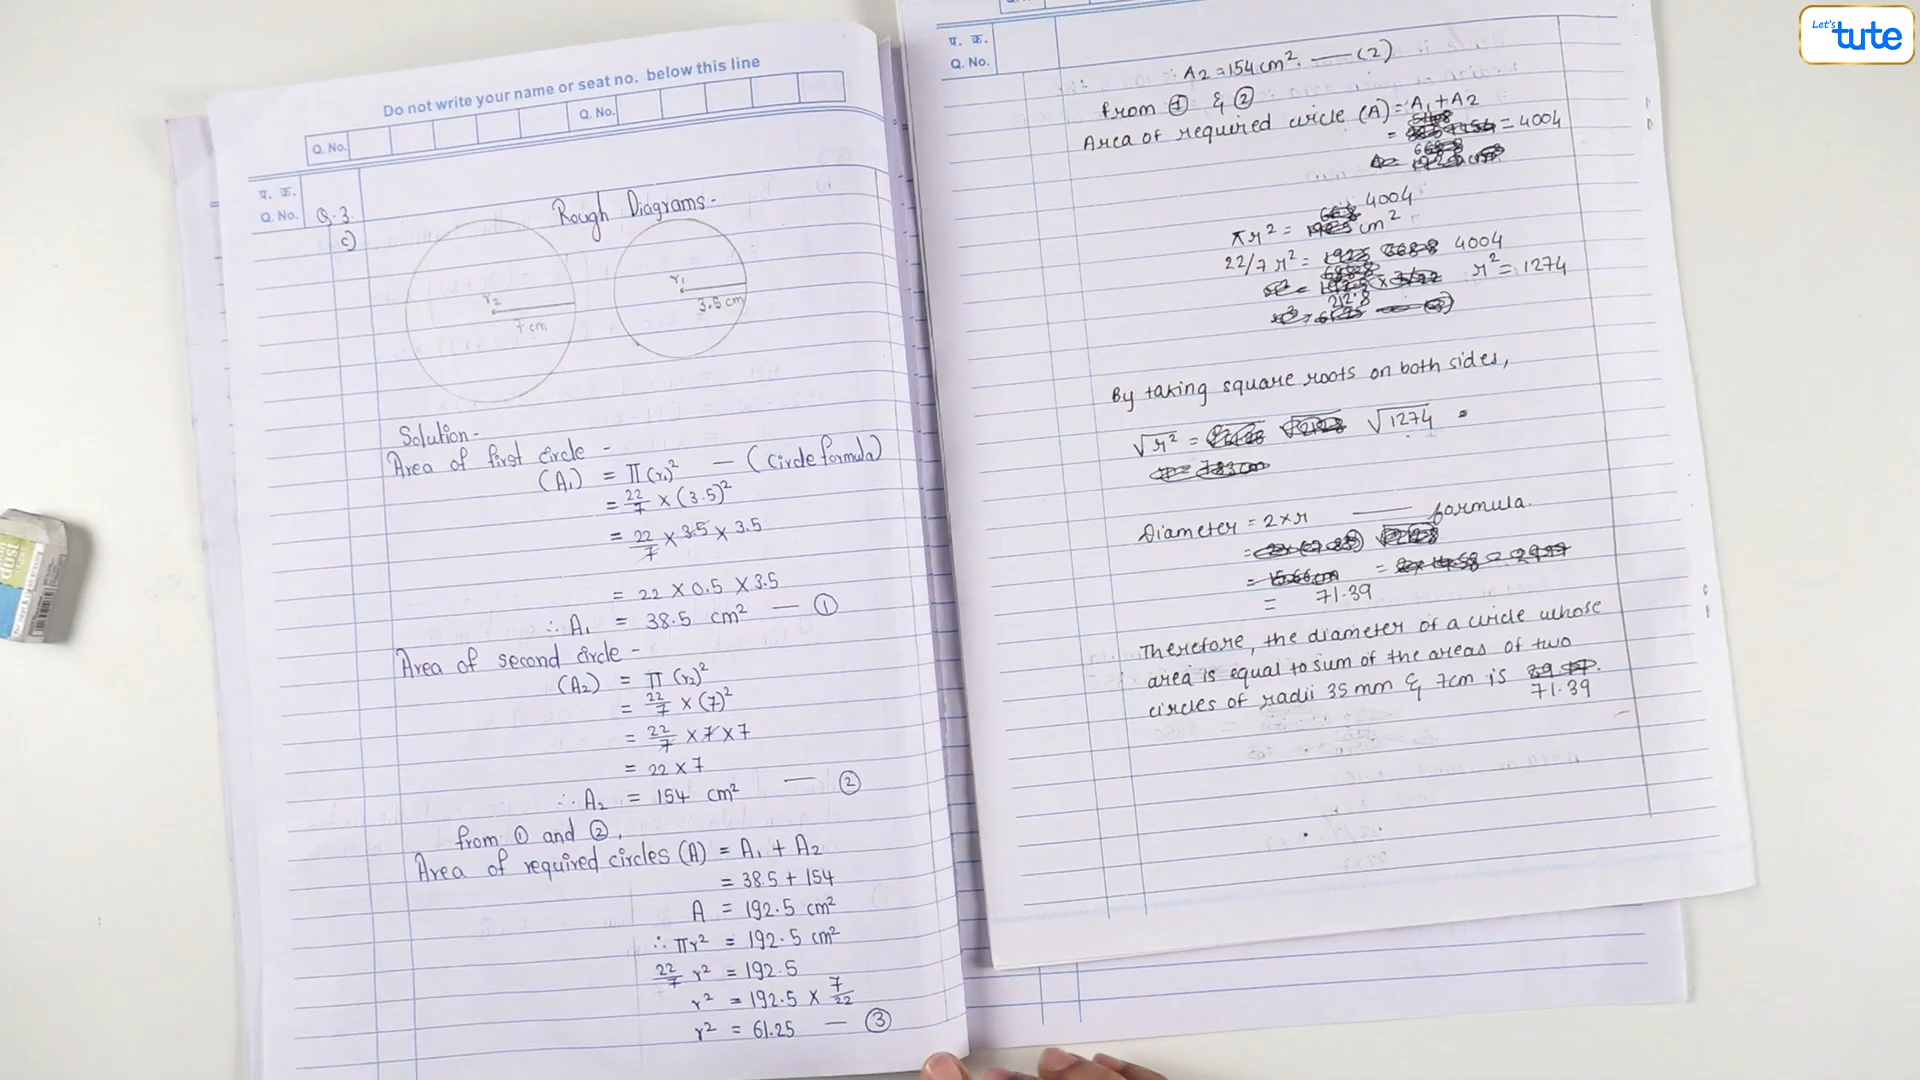 Let's
tute
Do not write your name or seat no. below this line
Q. No.
Q. No.
प्र. क्र.
Q. No.
Q.3.
c)
Rough Diagrams-
r₂
7 cm
r₁
3.5 cm
Solution-
Area of first circle -
(A₁) = π(r₁)² — (Circle formula)
= 22/7 × (3.5)²
= 22/7 × 3.5 × 3.5
= 22 × 0.5 × 3.5
∴ A₁ = 38.5 cm² — ①
Area of second circle -
(A₂) = π (r₂)²
= 22/7 × (7)²
= 22/7 × 7 × 7
= 22 × 7
∴ A₂ = 154 cm² — ②
from ① and ②,
Area of required circles (A) = A₁ + A₂
= 38.5 + 154
A = 192.5 cm²
∴ πr² = 192.5 cm²
22/7 r² = 192.5
r² = 192.5 × 7/22
r² = 61.25 — ③
प्र. क्र.
Q. No.
∴ A₂ = 154 cm². — (2)
from ① & ②
Area of required circle (A) = A₁ + A₂
= 4004
πr² = 4004 cm²
22/7 r² = 4004
r² = 1274
By taking square roots on both sides,
√r² = √1274 =
Diameter = 2×r — formula.
= 71.39
Therefore, the diameter of a circle whose
area is equal to sum of the areas of two
circles of radii 35 mm & 7cm is
71.39